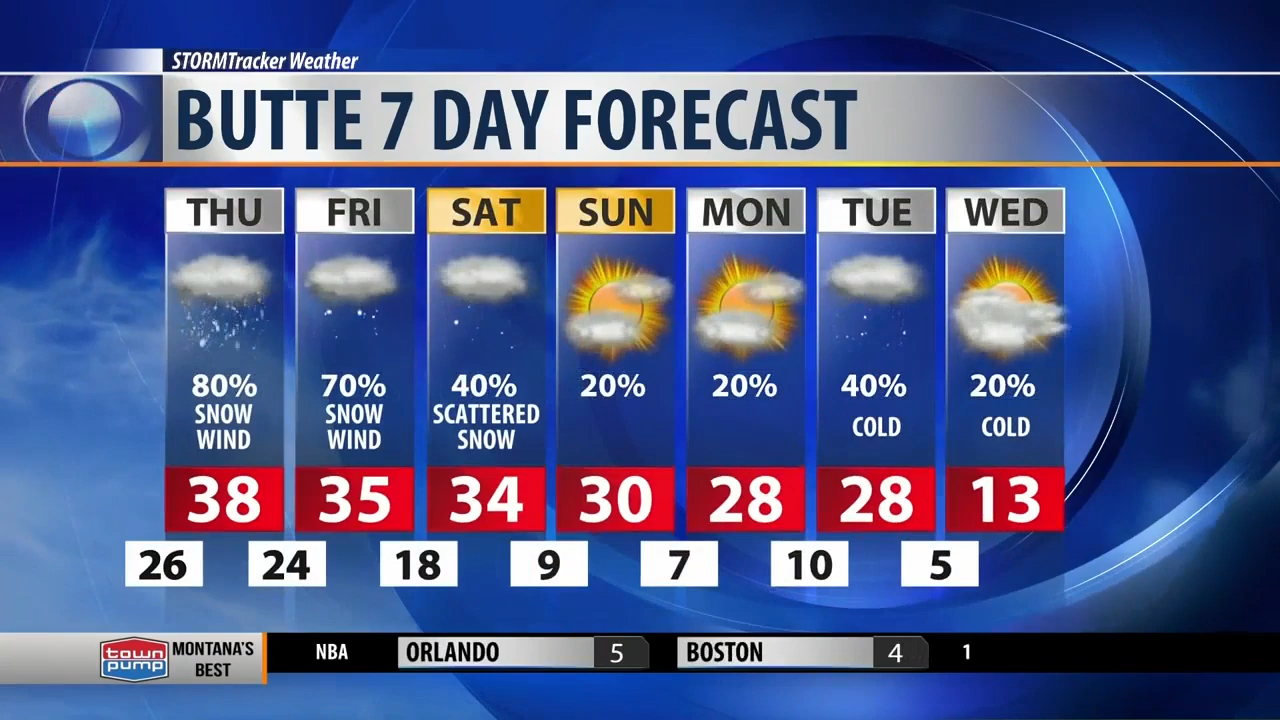 STORMTracker Weather
BUTTE 7 DAY FORECAST
THU FRI SAT SUN MON TUE WED
80% 70% 40% 20% 20% 40% 20%
SNOW SNOW SCATTERED COLD COLD
WIND WIND SNOW
38 35 34 30 28 28 13
26 24 18 9 7 10 5
town pump MONTANA'S BEST NBA ORLANDO 5 BOSTON 4 1